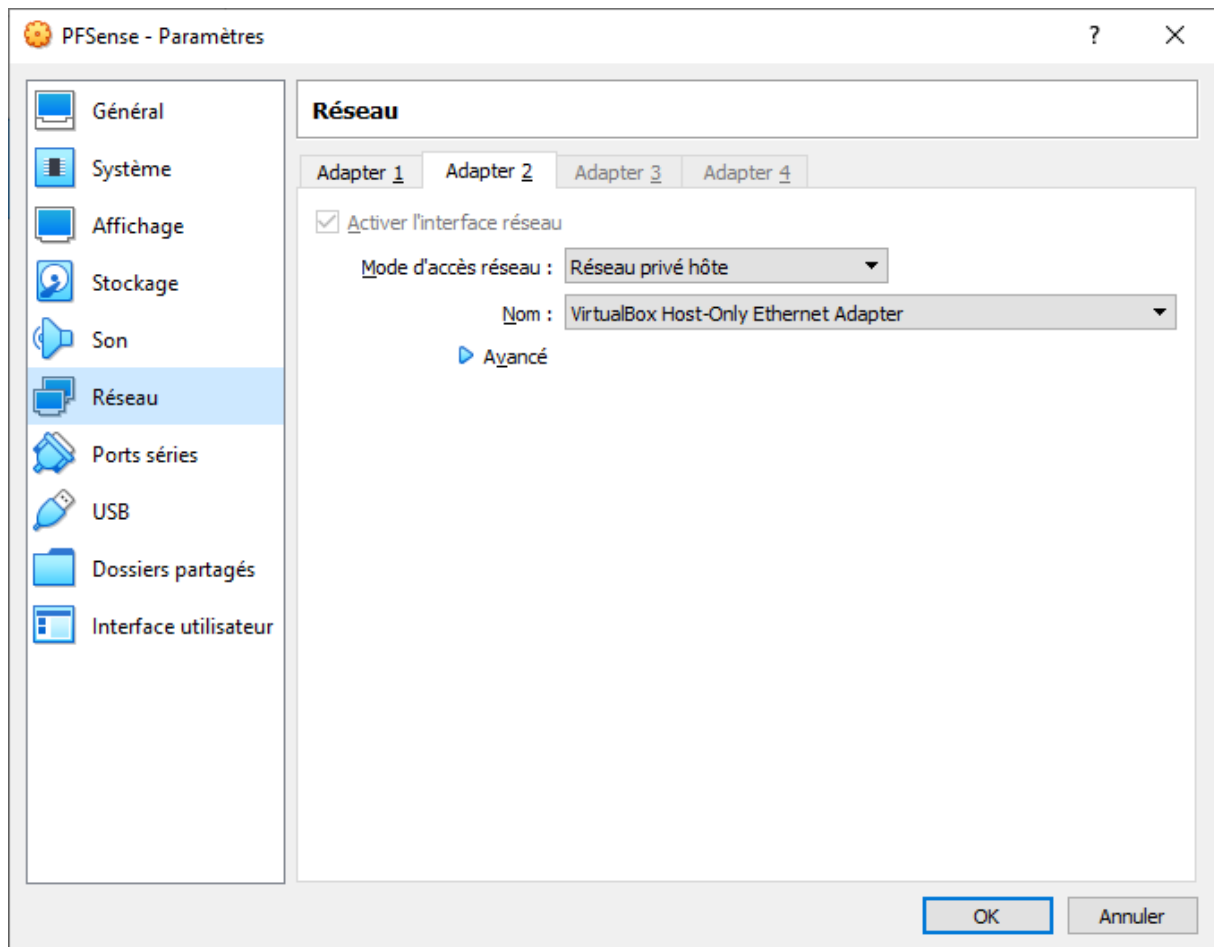 PFSense - Paramètres
?
Général
Système
Affichage
Stockage
Son
Réseau
Ports séries
USB
Dossiers partagés
Interface utilisateur
Réseau
Adapter 1 Adapter 2 Adapter 3 Adapter 4
Activer l'interface réseau
Mode d'accès réseau : Réseau privé hôte
Nom : VirtualBox Host-Only Ethernet Adapter
Avancé
OK Annuler